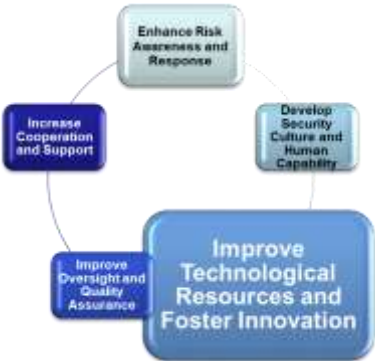 Enhance Risk
Awareness and
Response
Increase
Cooperation
and Support
Develop
Security
Culture and
Human
Capability
Improve
Technological
Resources and
Foster Innovation
Improve
Oversight and
Quality
Assurance